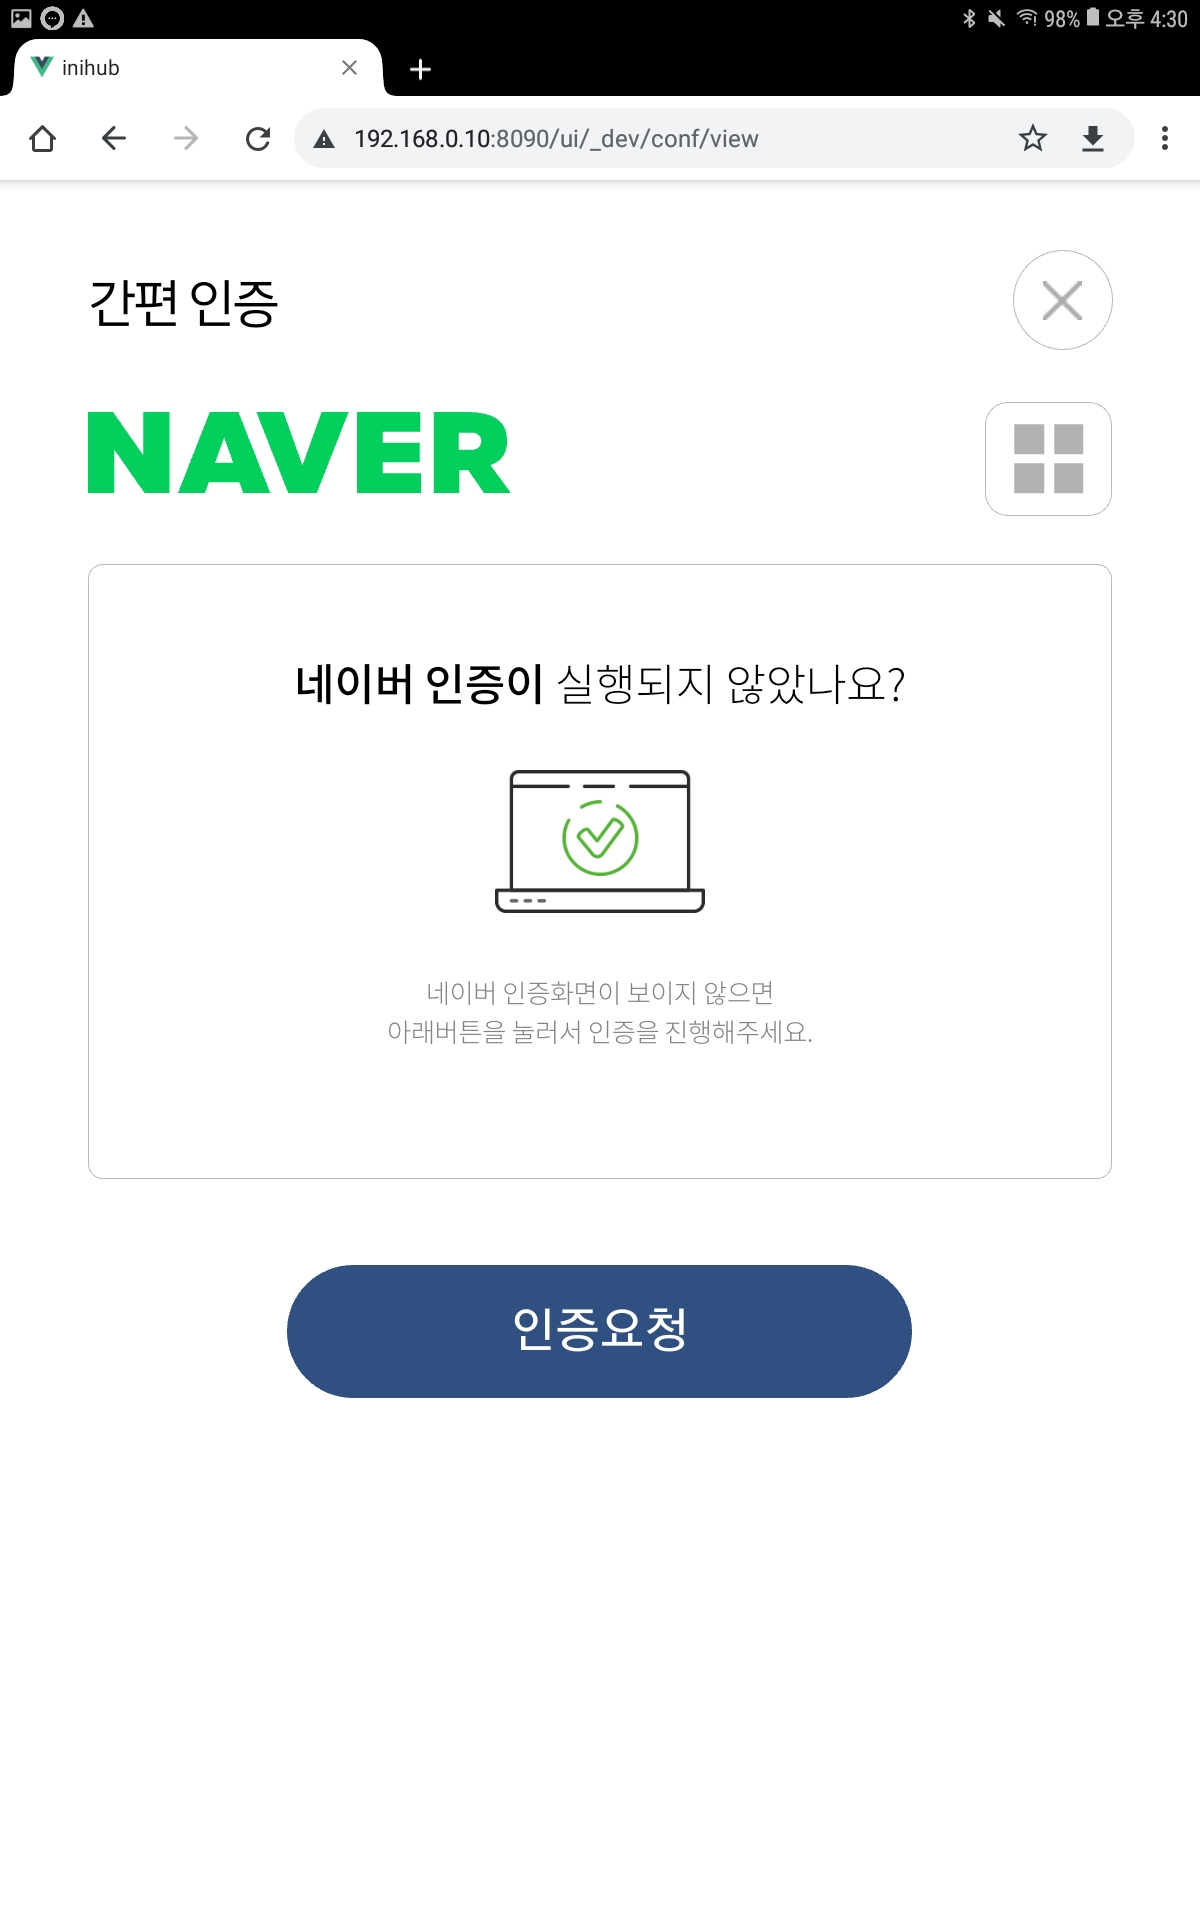 98% 오후 4:30
inihub
192.168.0.10:8090/ui/_dev/conf/view
간편 인증
NAVER
네이버 인증이 실행되지 않았나요?
네이버 인증화면이 보이지 않으면
아래버튼을 눌러서 인증을 진행해주세요.
인증요청